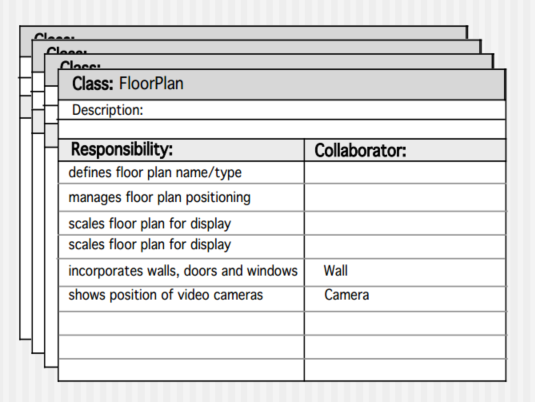 Class:
Class:
Class:
Class: FloorPlan
Description:
Responsibility: Collaborator:
defines floor plan name/type
manages floor plan positioning
scales floor plan for display
scales floor plan for display
incorporates walls, doors and windows Wall
shows position of video cameras Camera